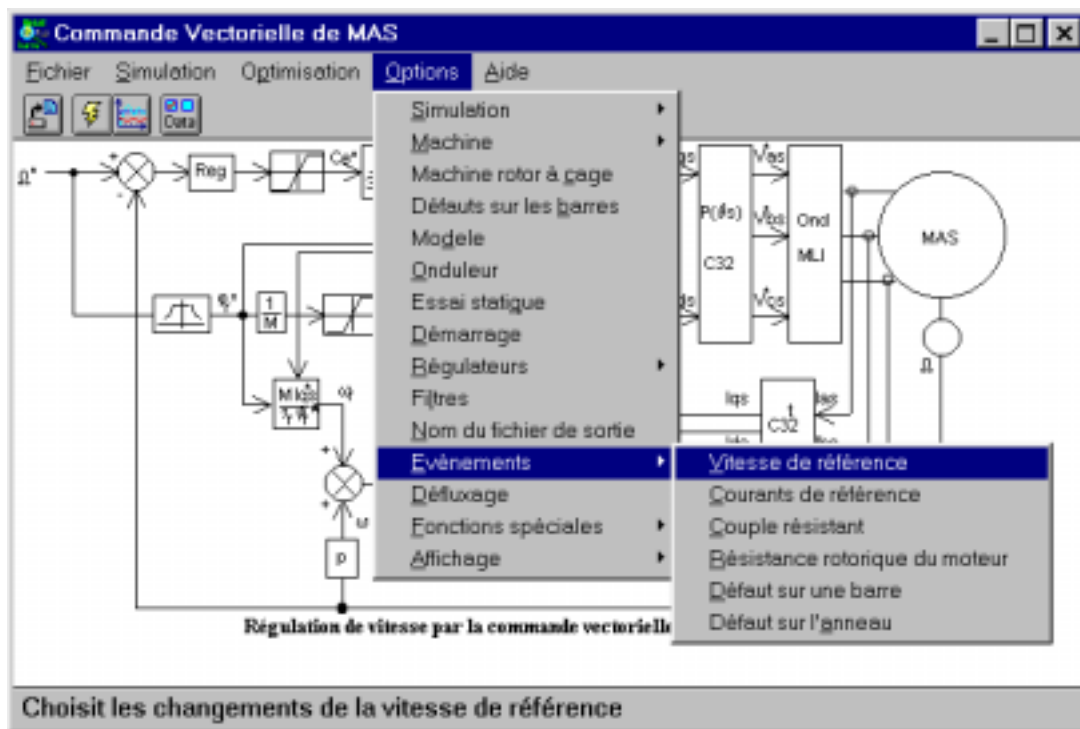 Commande Vectorielle de MAS
Fichier Simulation Optimisation Options Aide
Data
Simulation
Machine
Machine rotor à cage
Défauts sur les barres
Modele
Onduleur
Essai statique
Démarrage
Régulateurs
Filtres
Nom du fichier de sortie
Evènements
Défluxage
Fonctions spéciales
Affichage
Vitesse de référence
Courants de référence
Couple résistant
Résistance rotorique du moteur
Défaut sur une barre
Défaut sur l'anneau
Ω*
+
-
Reg
Ce*
P(θs)
C32
Vas
Vbs
Vcs
Ond
MLI
MAS
Ω
1
M
Iqs
Ias
t
C32
+
+
ω
p
Régulation de vitesse par la commande vectorielle
Choisit les changements de la vitesse de référence